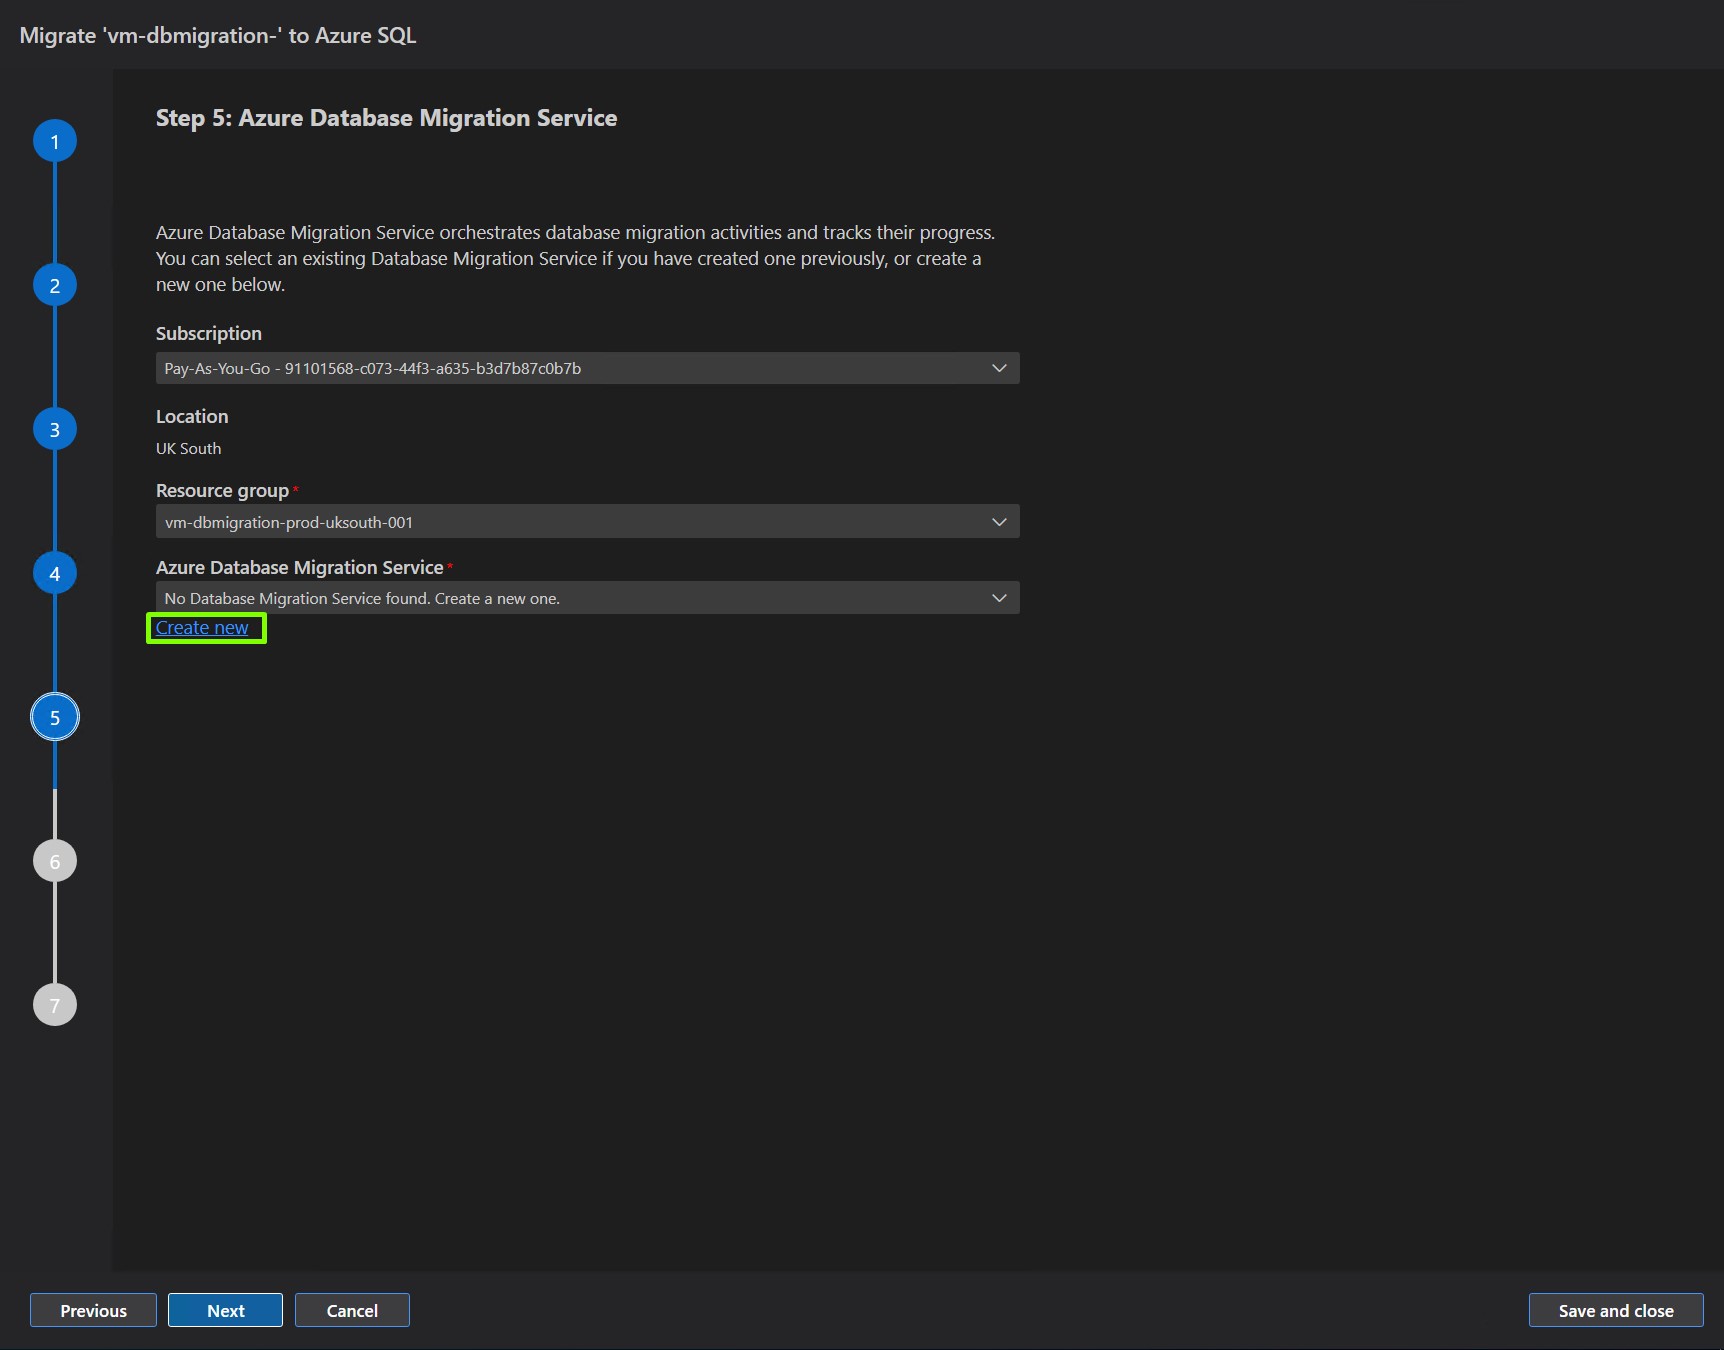 Migrate 'vm-dbmigration-' to Azure SQL
1
2
3
4
5
6
7
Step 5: Azure Database Migration Service
Azure Database Migration Service orchestrates database migration activities and tracks their progress.
You can select an existing Database Migration Service if you have created one previously, or create a
new one below.
Subscription
Pay-As-You-Go - 91101568-c073-44f3-a635-b3d7b87c0b7b
Location
UK South
Resource group *
vm-dbmigration-prod-uksouth-001
Azure Database Migration Service *
No Database Migration Service found. Create a new one.
Create new
Previous
Next
Cancel
Save and close